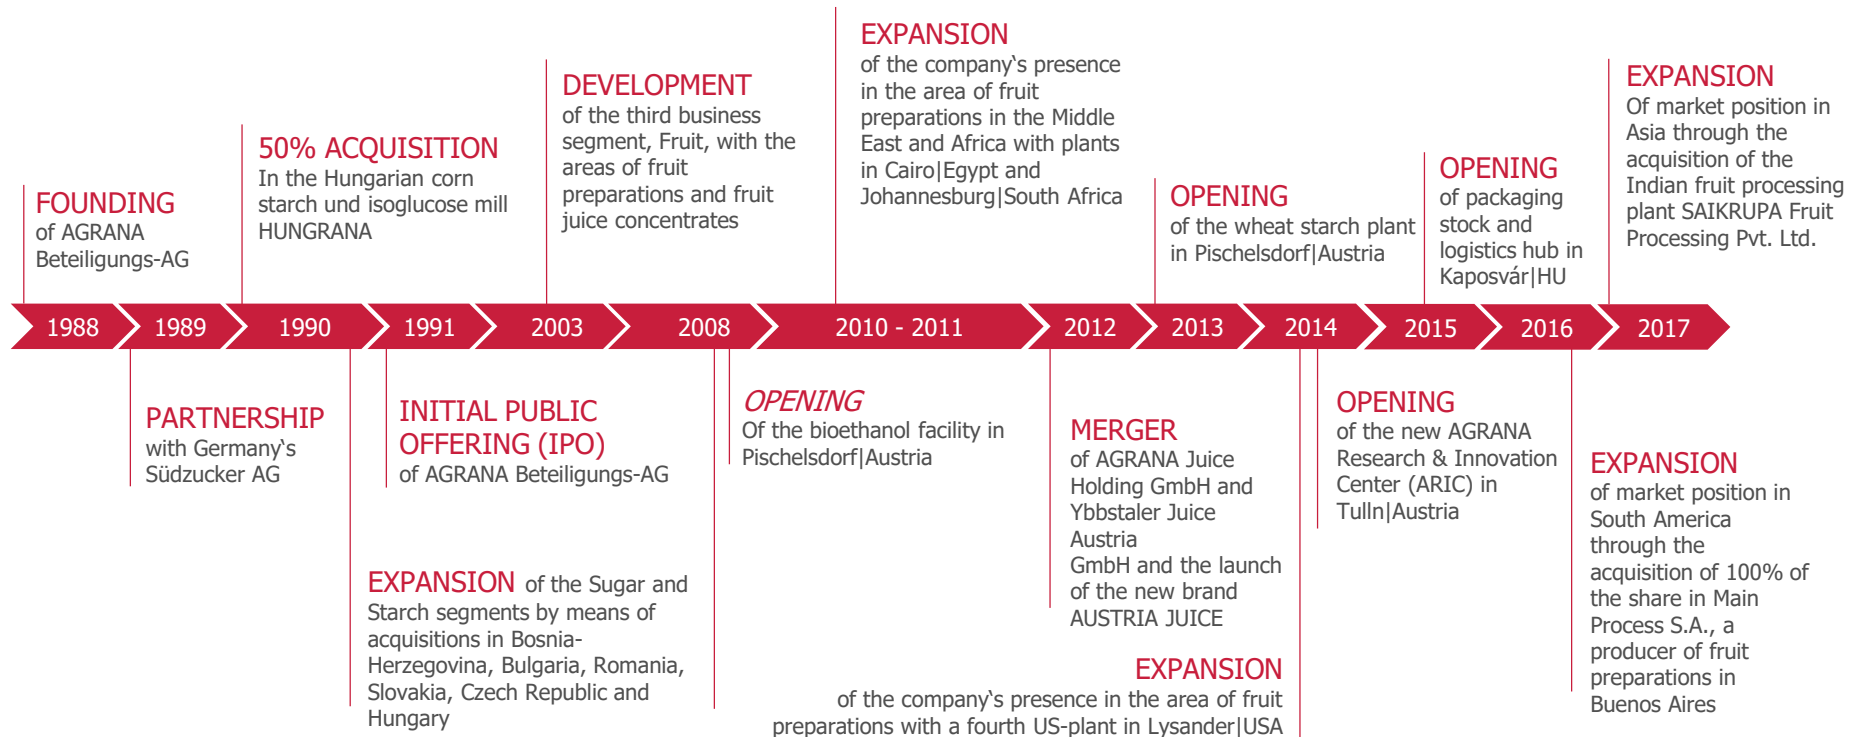 EXPANSION
of the company‘s presence
in the area of fruit
preparations in the Middle
East and Africa with plants
in Cairo|Egypt and
Johannesburg|South Africa
DEVELOPMENT
of the third business
segment, Fruit, with the
areas of fruit
preparations and fruit
juice concentrates
EXPANSION
Of market position in
Asia through the
acquisition of the
Indian fruit processing
plant SAIKRUPA Fruit
Processing Pvt. Ltd.
50% ACQUISITION
In the Hungarian corn
starch und isoglucose mill
HUNGRANA
OPENING
of packaging
stock and
logistics hub in
Kaposvár|HU
OPENING
of the wheat starch plant
in Pischelsdorf|Austria
FOUNDING
of AGRANA
Beteiligungs-AG
1988 1989 1990 1991 2003 2008 2010 - 2011 2012 2013 2014 2015 2016 2017
PARTNERSHIP
with Germany‘s
Südzucker AG
INITIAL PUBLIC
OFFERING (IPO)
of AGRANA Beteiligungs-AG
OPENING
Of the bioethanol facility in
Pischelsdorf|Austria
MERGER
of AGRANA Juice
Holding GmbH and
Ybbstaler Juice
Austria
GmbH and the launch
of the new brand
AUSTRIA JUICE
OPENING
of the new AGRANA
Research & Innovation
Center (ARIC) in
Tulln|Austria
EXPANSION
of market position in
South America
through the
acquisition of 100% of
the share in Main
Process S.A., a
producer of fruit
preparations in
Buenos Aires
EXPANSION of the Sugar and
Starch segments by means of
acquisitions in Bosnia-
Herzegovina, Bulgaria, Romania,
Slovakia, Czech Republic and
Hungary
EXPANSION
of the company‘s presence in the area of fruit
preparations with a fourth US-plant in Lysander|USA